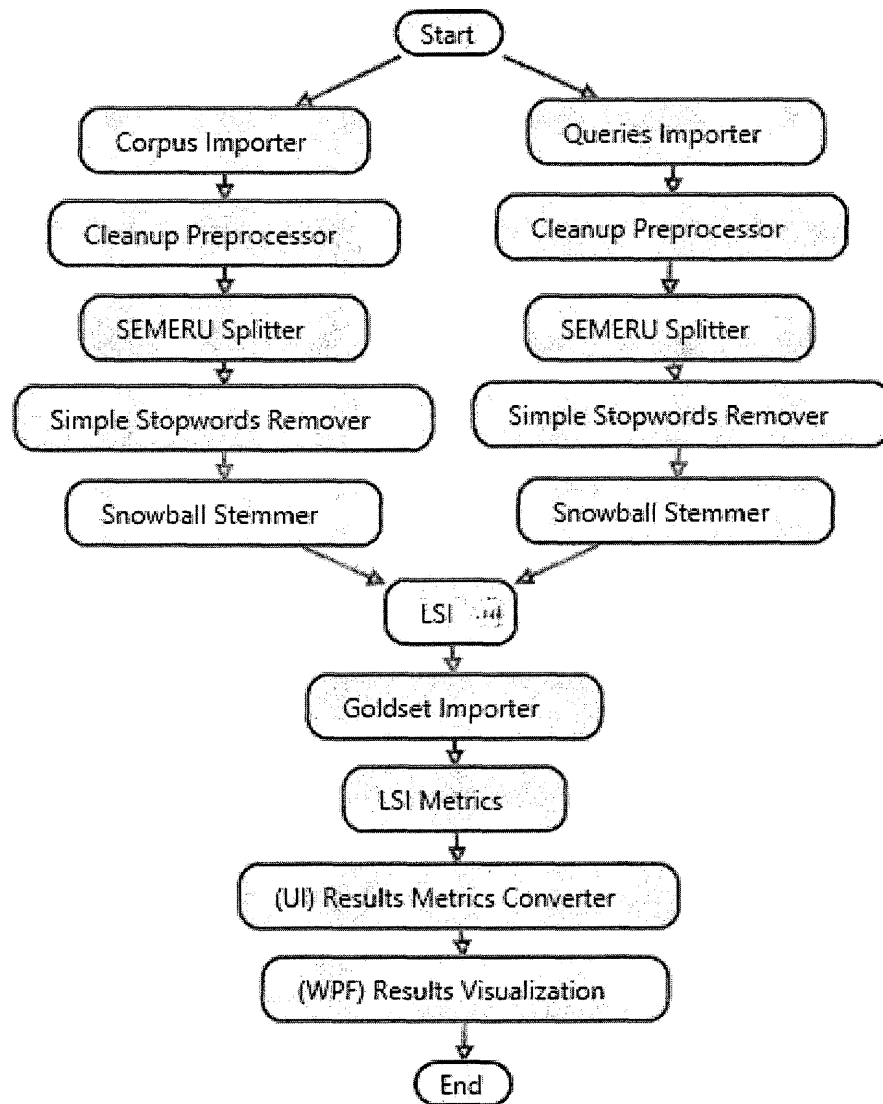 Start
Corpus Importer
Queries Importer
Cleanup Preprocessor
Cleanup Preprocessor
SEMERU Splitter
SEMERU Splitter
Simple Stopwords Remover
Simple Stopwords Remover
Snowball Stemmer
Snowball Stemmer
LSI
Goldset Importer
LSI Metrics
(UI) Results Metrics Converter
(WPF) Results Visualization
End